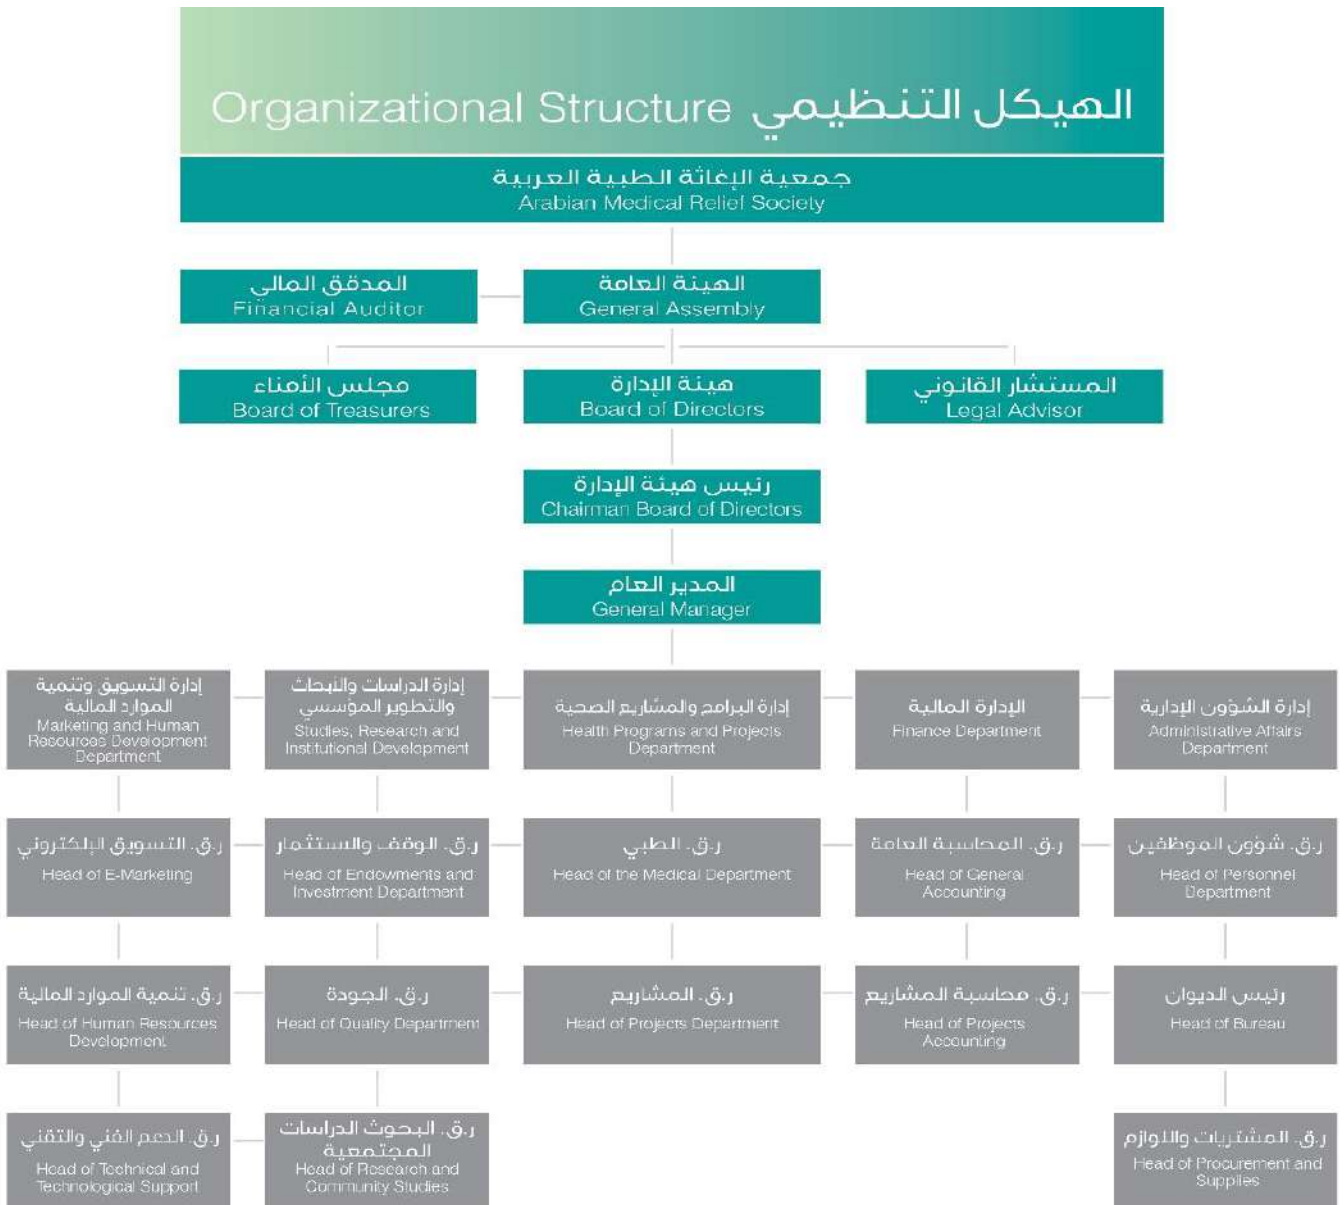 Organizational Structure الهيكل التنظيمي
جمعية الإغاثة الطبية العربية
Arabian Medical Relief Society
المدقق المالي
Financial Auditor
الهيئة العامة
General Assembly
مجلس الأمناء
Board of Treasurers
هيئة الإدارة
Board of Directors
المستشار القانوني
Legal Advisor
رئيس هيئة الإدارة
Chairman Board of Directors
المدير العام
General Manager
إدارة التسويق وتنمية
الموارد المالية
Marketing and Human
Resources Development
Department
إدارة الدراسات والأبحاث
والتطوير المؤسسي
Studies, Research and
Institutional Development
إدارة البرامج والمشاريع الصحية
Health Programs and Projects
Department
الإدارة المالية
Finance Department
إدارة الشؤون الإدارية
Administrative Affairs
Department
ر.ق. التسويق الإلكتروني
Head of E-Marketing
ر.ق. الوقف والاستثمار
Head of Endowments and
Investment Department
ر.ق. الطبي
Head of the Medical Department
ر.ق. المحاسبة العامة
Head of General
Accounting
ر.ق. شؤون الموظفين
Head of Personnel
Department
ر.ق. تنمية الموارد المالية
Head of Human Resources
Development
ر.ق. الجودة
Head of Quality Department
ر.ق. المشاريع
Head of Projects Department
ر.ق. محاسبة المشاريع
Head of Projects
Accounting
رئيس الديوان
Head of Bureau
ر.ق. الدعم الفني والتقني
Head of Technical and
Technological Support
ر.ق. البحوث الدراسات
المجتمعية
Head of Research and
Community Studies
ر.ق. المشتريات واللوازم
Head of Procurement and
Supplies